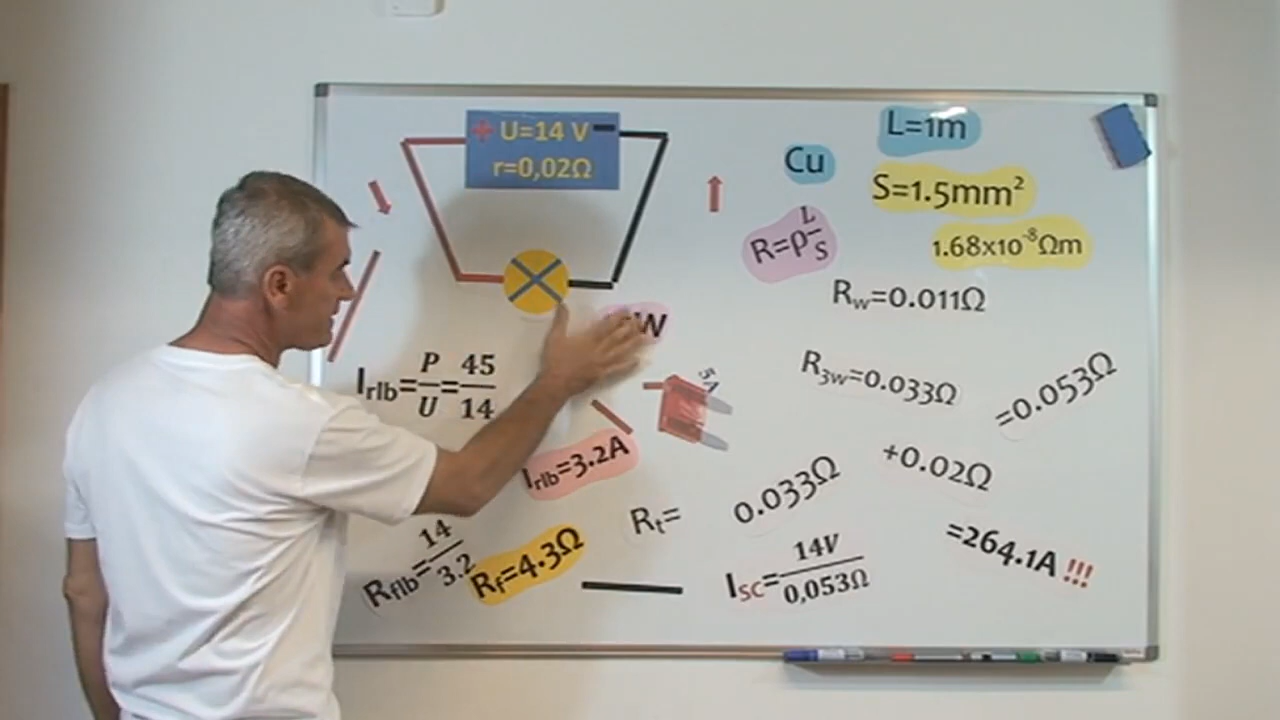 + U=14 V −
r=0,02Ω
L=1m
Cu
S=1.5mm²
R=ρL/S
1.68x10⁻⁸Ωm
Rw=0.011Ω
W
R3w=0.033Ω
=0.053Ω
Irlb=P/U=45/14
5A
Irlb=3.2A
+0.02Ω
0.033Ω
Rt=
Rflb=14/3.2
Rf=4.3Ω
Isc=14V/0,053Ω
=264.1A !!!